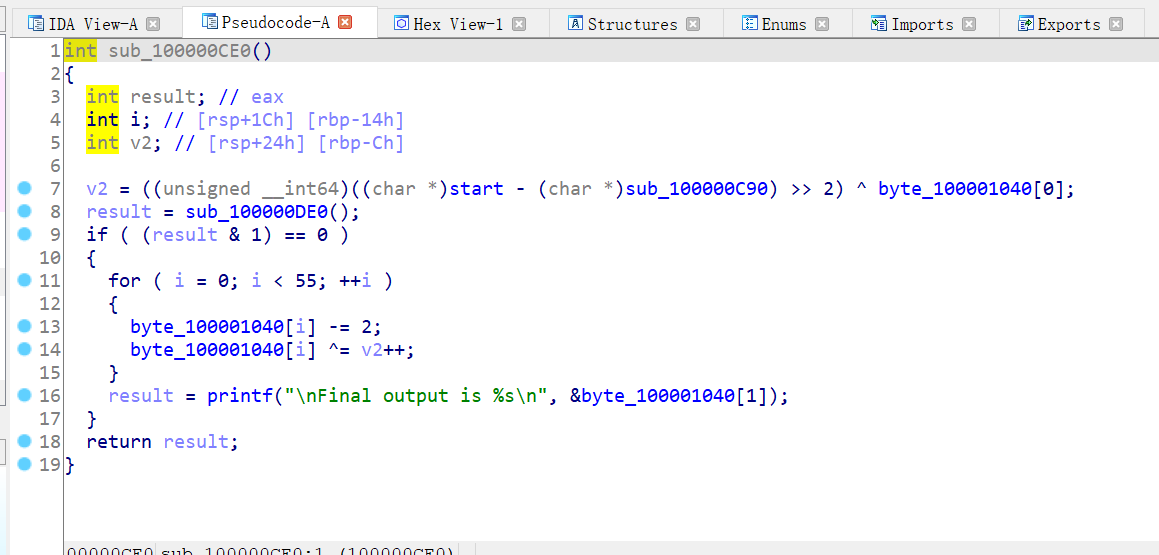 IDA View-A Pseudocode-A Hex View-1 Structures Enums Imports Exports
1 int sub_100000CE0()
2 {
3 int result; // eax
4 int i; // [rsp+1Ch] [rbp-14h]
5 int v2; // [rsp+24h] [rbp-Ch]
6
7 v2 = ((unsigned __int64)((char *)start - (char *)sub_100000C90) >> 2) ^ byte_100001040[0];
8 result = sub_100000DE0();
9 if ( (result & 1) == 0 )
10 {
11 for ( i = 0; i < 55; ++i )
12 {
13 byte_100001040[i] -= 2;
14 byte_100001040[i] ^= v2++;
15 }
16 result = printf("\nFinal output is %s\n", &byte_100001040[1]);
17 }
18 return result;
19 }
00000CE0 sub_100000CE0:1 (100000CE0)